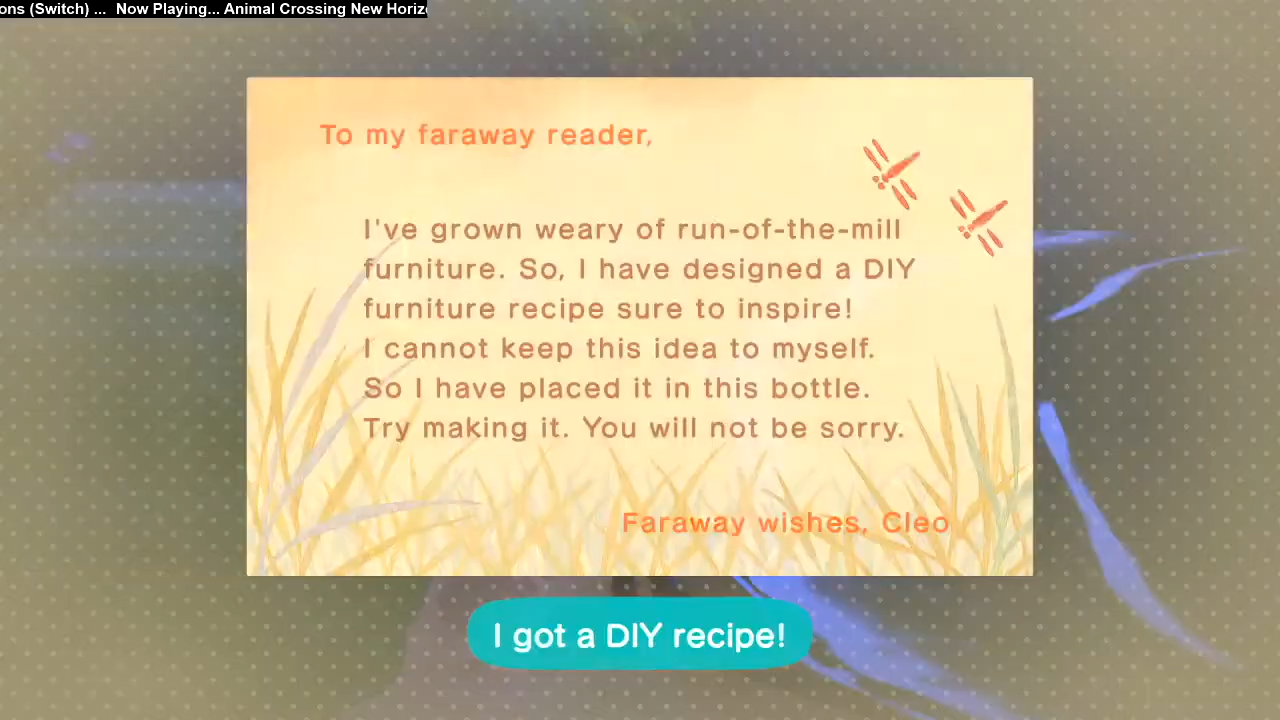 ons (Switch) ... Now Playing... Animal Crossing New Horiz
To my faraway reader,
I've grown weary of run-of-the-mill
furniture. So, I have designed a DIY
furniture recipe sure to inspire!
I cannot keep this idea to myself.
So I have placed it in this bottle.
Try making it. You will not be sorry.
Faraway wishes, Cleo
I got a DIY recipe!